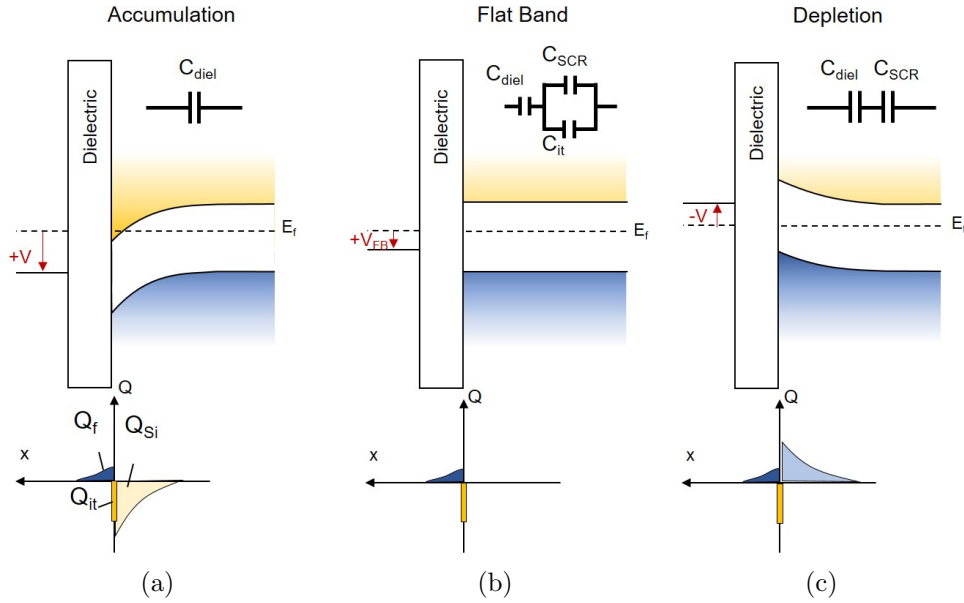 Accumulation
Flat Band
Depletion
Dielectric
C_diel
+V
E_f
Q
Q_f
Q_Si
x
Q_it
(a)
Dielectric
C_diel
C_SCR
C_it
+V_FB
E_f
Q
x
(b)
Dielectric
C_diel
C_SCR
-V
E_f
Q
x
(c)